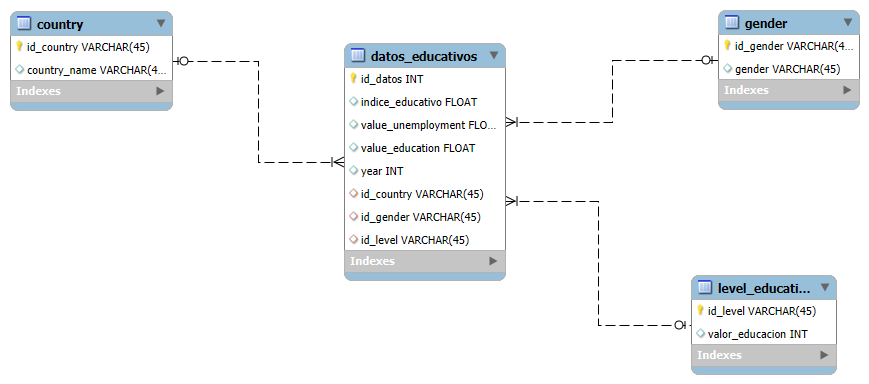 country
id_country VARCHAR(45)
country_name VARCHAR(4...
Indexes
datos_educativos
id_datos INT
indice_educativo FLOAT
value_unemployment FLO...
value_education FLOAT
year INT
id_country VARCHAR(45)
id_gender VARCHAR(45)
id_level VARCHAR(45)
Indexes
gender
id_gender VARCHAR(4...
gender VARCHAR(45)
Indexes
level_educati...
id_level VARCHAR(45)
valor_educacion INT
Indexes